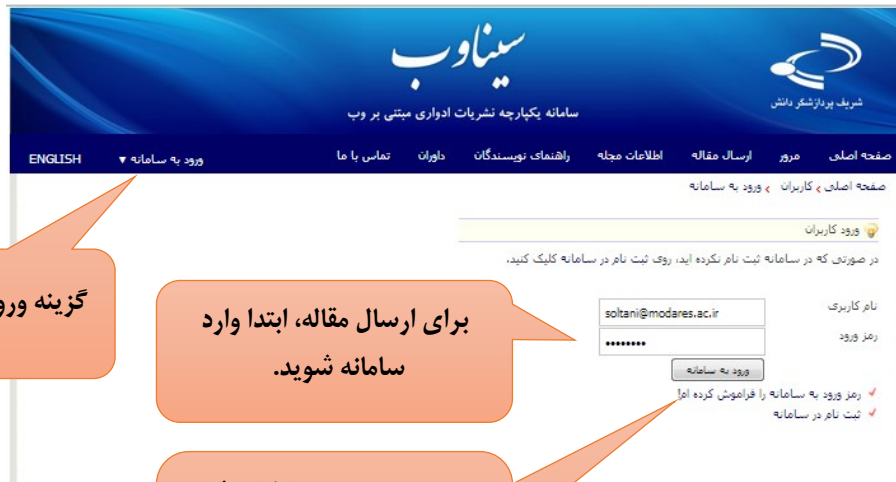 سیناوب
سامانه یکپارچه نشریات ادواری مبتنی بر وب
شریف پردازشگر دانش
صفحه اصلی مرور ارسال مقاله اطلاعات مجله راهنمای نویسندگان داوران تماس با ما ورود به سامانه ▼ ENGLISH
صفحه اصلی › کاربران › ورود به سامانه
ورود کاربران
در صورتی که در سامانه ثبت نام نکرده اید، روی ثبت نام در سامانه کلیک کنید.
نام کاربری soltani@modares.ac.ir
رمز ورود ••••••••
ورود به سامانه
رمز ورود به سامانه را فراموش کرده ام!
ثبت نام در سامانه
گزینه
برای ارسال مقاله، ابتدا وارد
سامانه شوید.